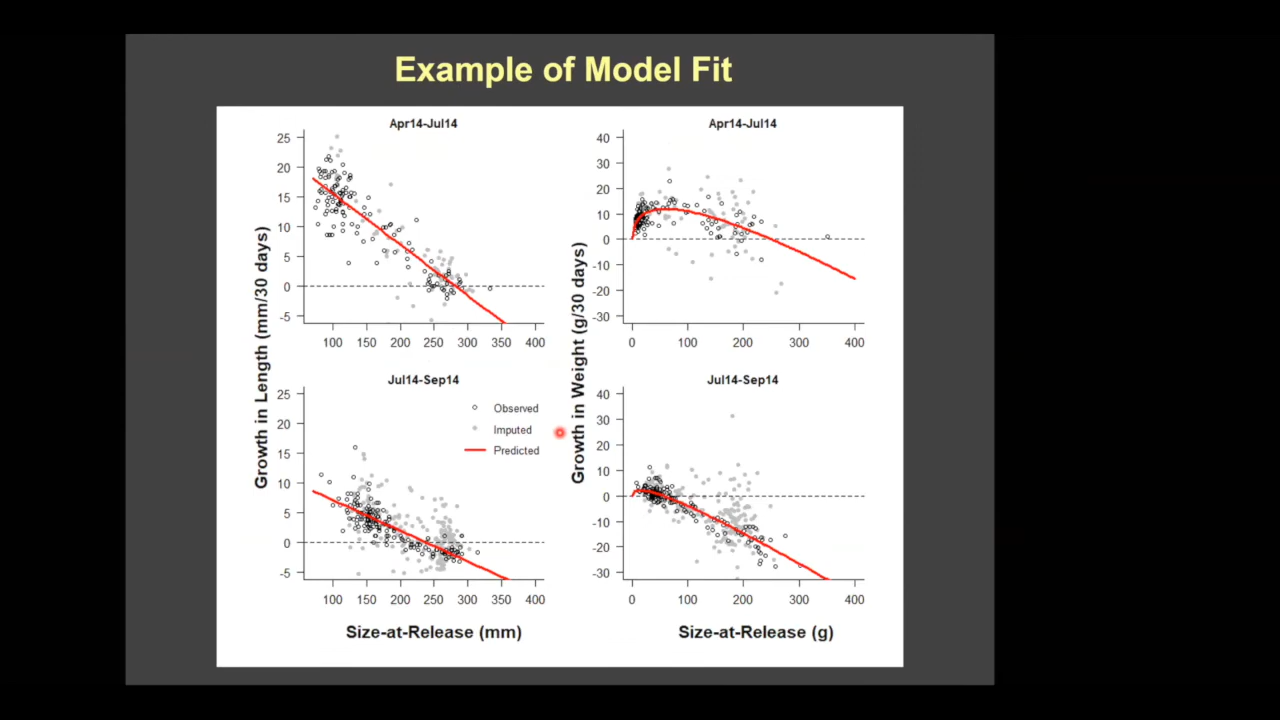 Example of Model Fit
Apr14-Jul14
25
20
15
10
5
0
-5
100 150 200 250 300 350 400
Apr14-Jul14
40
30
20
10
0
-10
-20
-30
0 100 200 300 400
Growth in Length (mm/30 days)
Growth in Weight (g/30 days)
Jul14-Sep14
25
20
15
10
5
0
-5
Observed
Imputed
Predicted
100 150 200 250 300 350 400
Jul14-Sep14
40
30
20
10
0
-10
-20
-30
0 100 200 300 400
Size-at-Release (mm)
Size-at-Release (g)